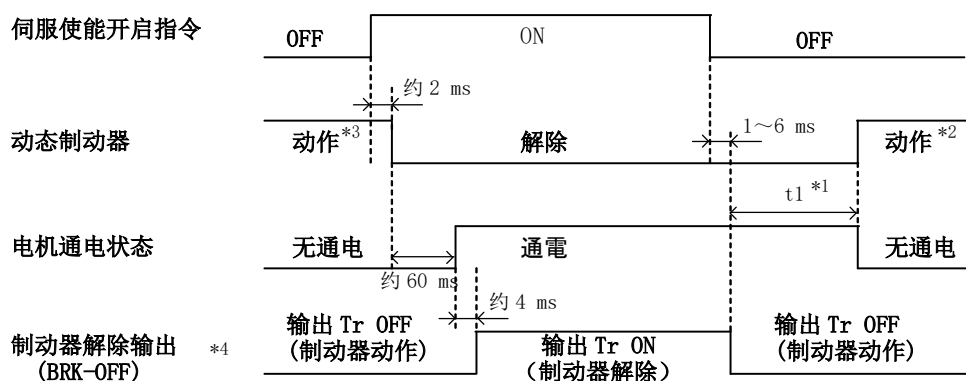 伺服使能开启指令
OFF ON OFF
约 2 ms
动态制动器
动作*3 解除 1～6 ms 动作*2
t1 *1
电机通电状态
无通电 通電 无通电
约 60 ms
约 4 ms
制动器解除输出 *4
(BRK-OFF)
输出 Tr OFF
(制动器动作)
输出 Tr ON
(制动器解除)
输出 Tr OFF
(制动器动作)